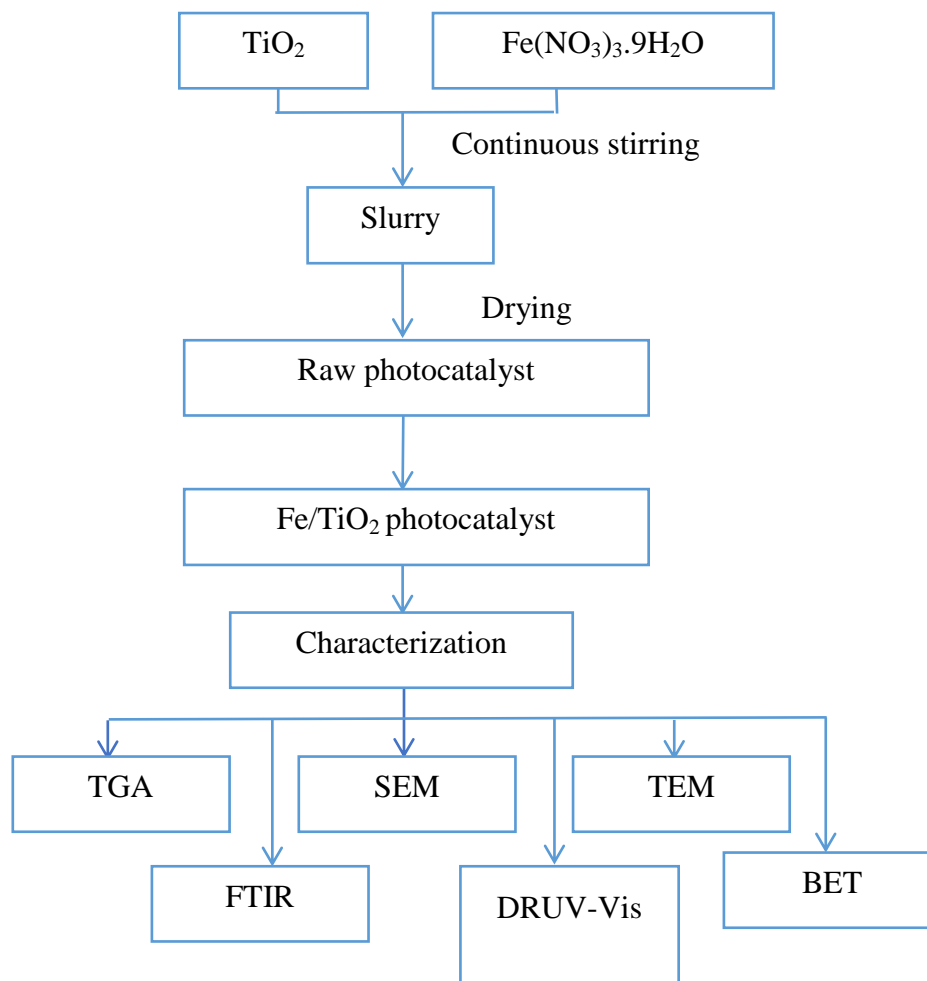 TiO₂
Fe(NO₃)₃.9H₂O
Continuous stirring
Slurry
Drying
Raw photocatalyst
Fe/TiO₂ photocatalyst
Characterization
TGA
SEM
TEM
FTIR
DRUV-Vis
BET